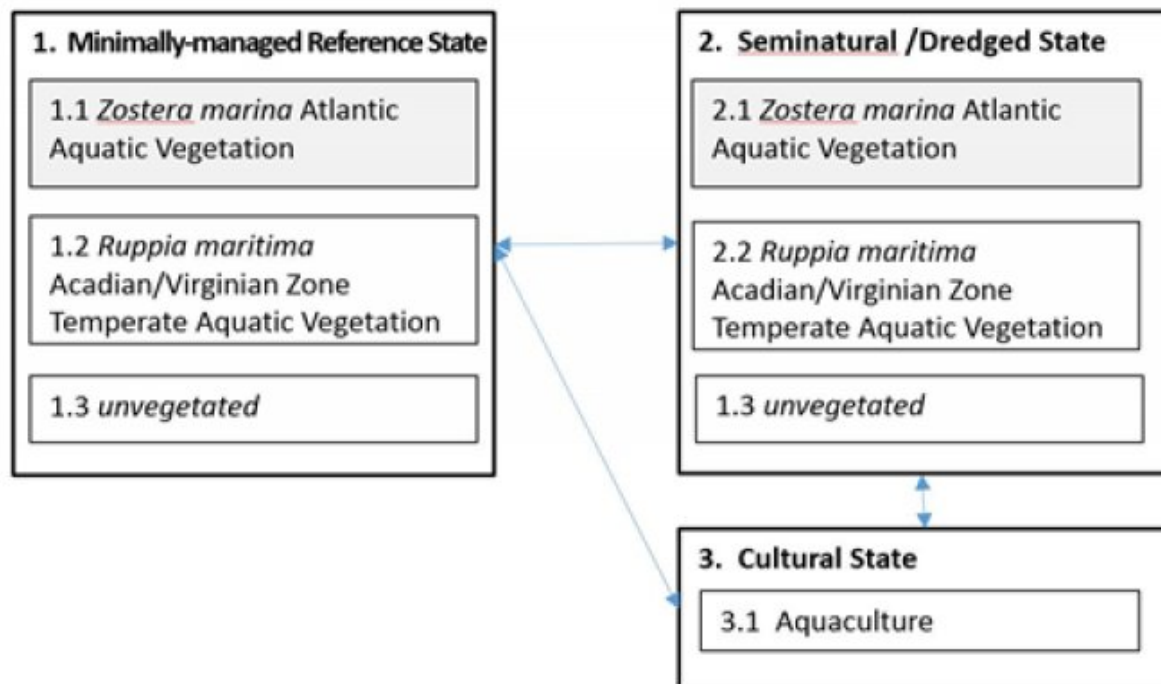 1. Minimally-managed Reference State
1.1 Zostera marina Atlantic
Aquatic Vegetation
1.2 Ruppia maritima
Acadian/Virginian Zone
Temperate Aquatic Vegetation
1.3 unvegetated
2. Seminatural /Dredged State
2.1 Zostera marina Atlantic
Aquatic Vegetation
2.2 Ruppia maritima
Acadian/Virginian Zone
Temperate Aquatic Vegetation
1.3 unvegetated
3. Cultural State
3.1 Aquaculture